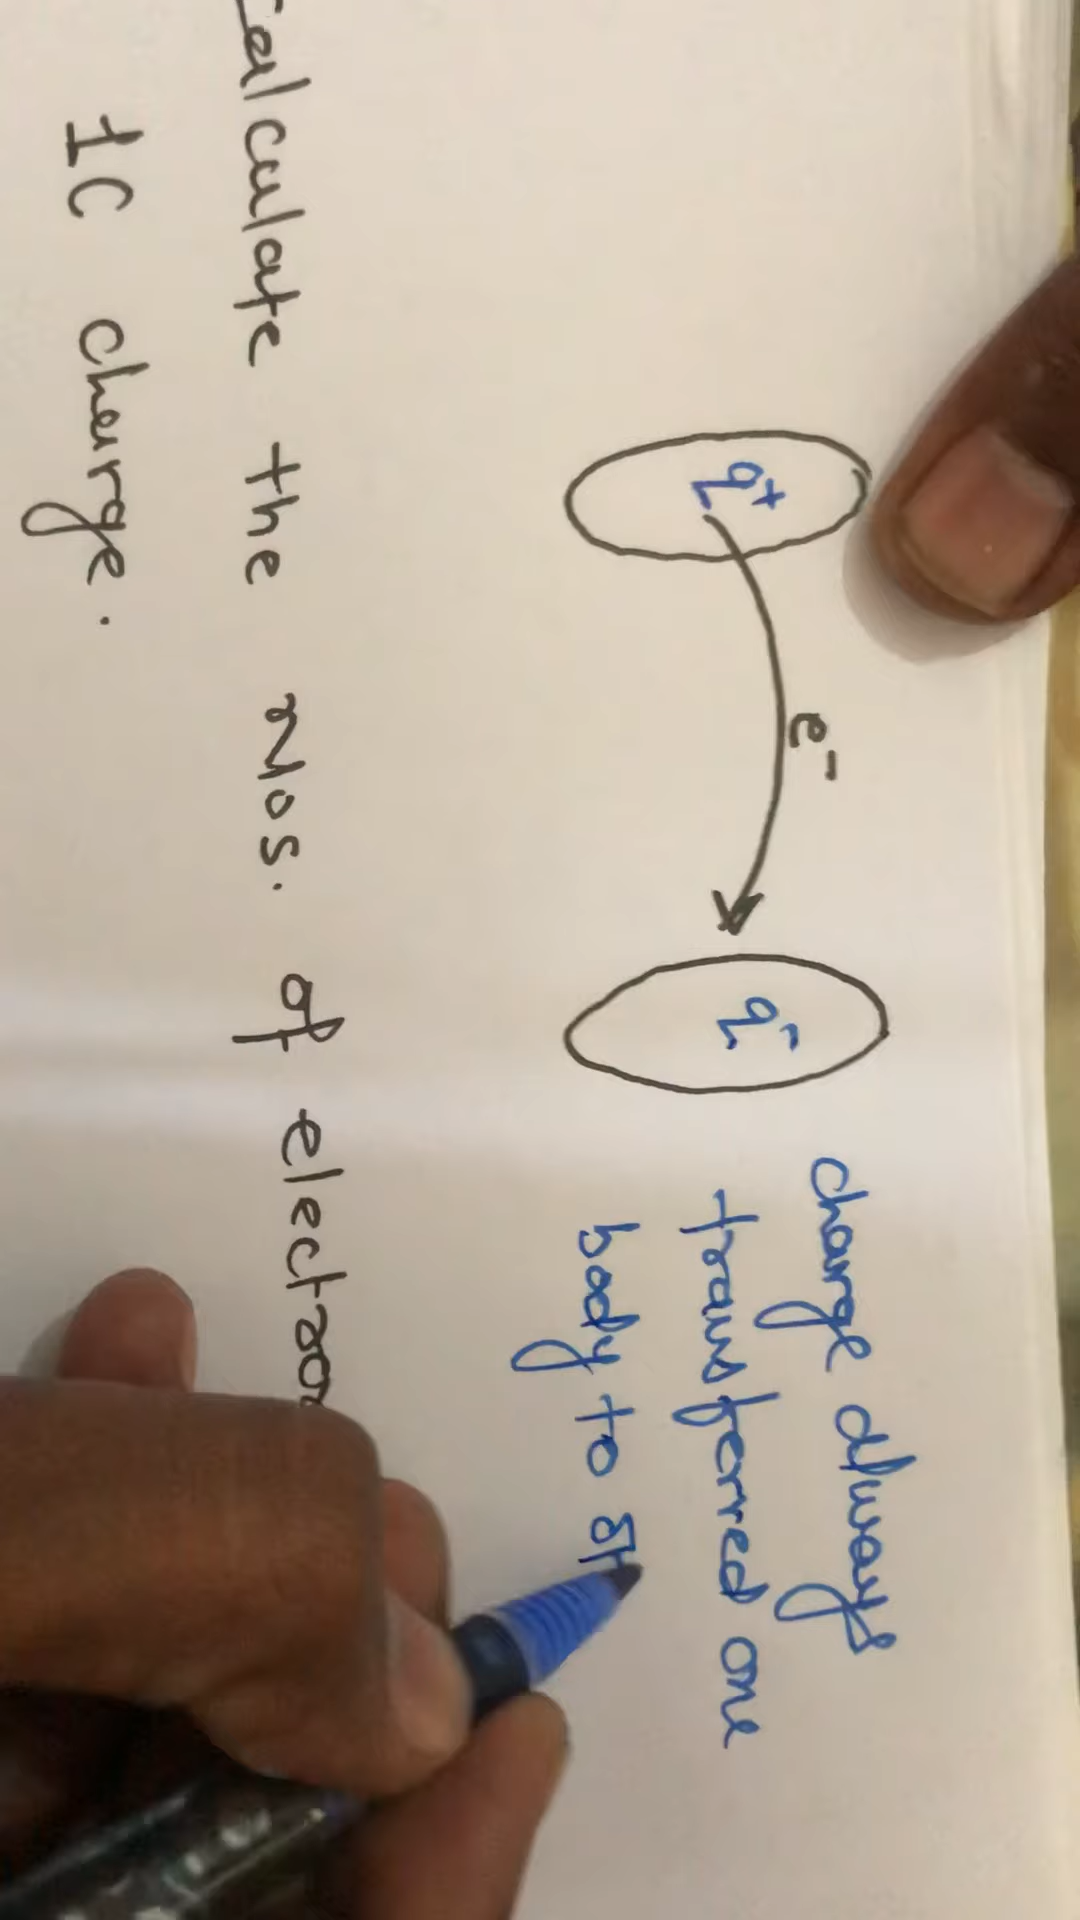 q+ e- q-
charge always
transferred one
body to
Calculate the Nos. of
1C charge.